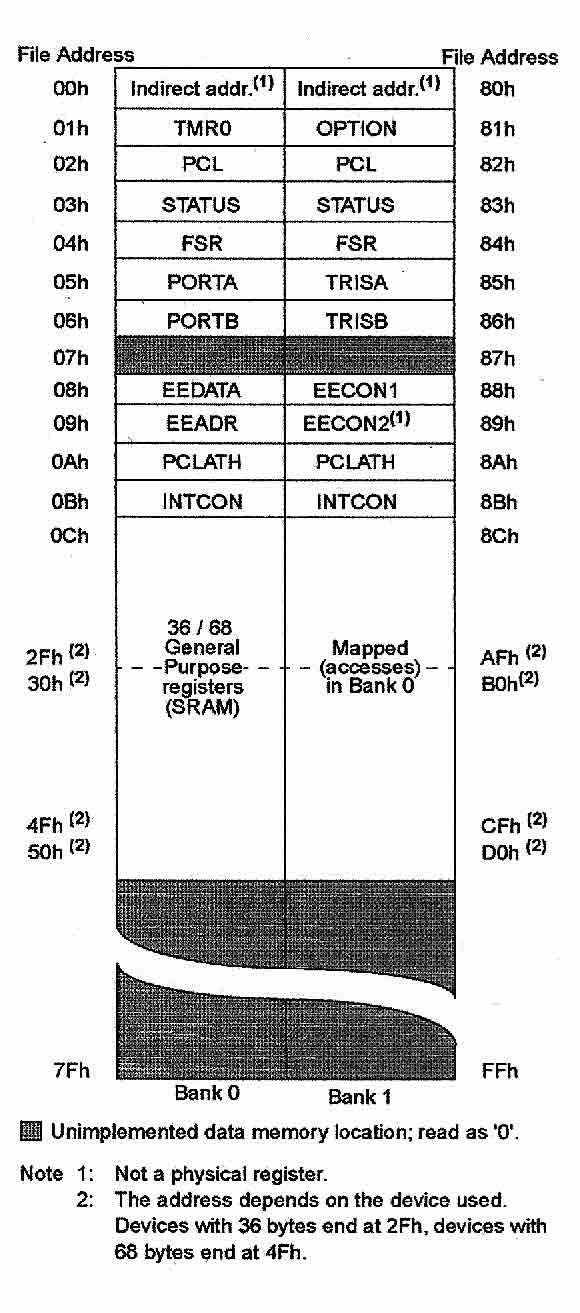 File Address
File Address
00h Indirect addr.(1) Indirect addr.(1) 80h
01h TMR0 OPTION 81h
02h PCL PCL 82h
03h STATUS STATUS 83h
04h FSR FSR 84h
05h PORTA TRISA 85h
06h PORTB TRISB 86h
07h 87h
08h EEDATA EECON1 88h
09h EEADR EECON2(1) 89h
0Ah PCLATH PCLATH 8Ah
0Bh INTCON INTCON 8Bh
0Ch 8Ch
36 / 68
General
Purpose
registers
(SRAM)
Mapped
(accesses)
in Bank 0
2Fh (2) AFh (2)
30h (2) B0h(2)
4Fh (2) CFh (2)
50h (2) D0h (2)
7Fh FFh
Bank 0 Bank 1
Unimplemented data memory location; read as '0'.
Note 1: Not a physical register.
2: The address depends on the device used.
Devices with 36 bytes end at 2Fh, devices with
68 bytes end at 4Fh.